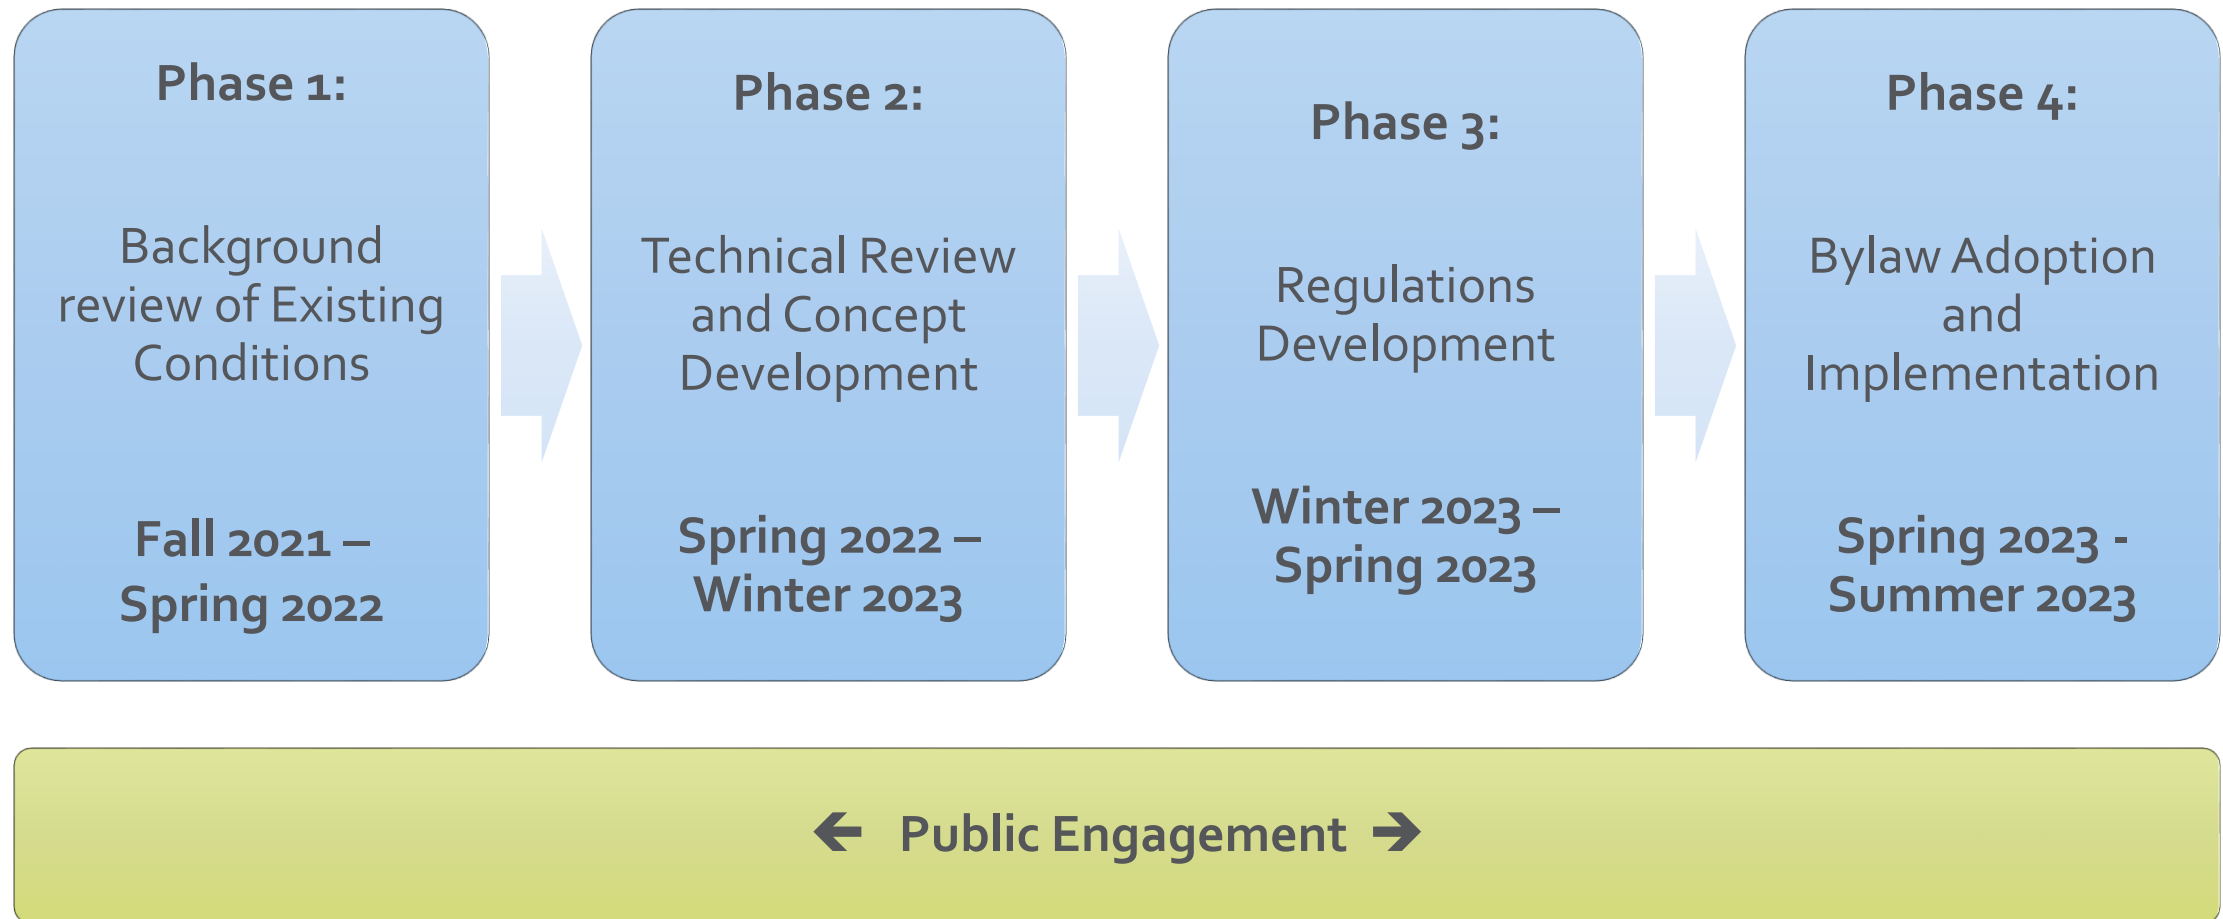 Phase 1:
Background
review of Existing
Conditions
Fall 2021 –
Spring 2022
Phase 2:
Technical Review
and Concept
Development
Spring 2022 –
Winter 2023
Phase 3:
Regulations
Development
Winter 2023 –
Spring 2023
Phase 4:
Bylaw Adoption
and
Implementation
Spring 2023 -
Summer 2023
🡨 Public Engagement 🡪